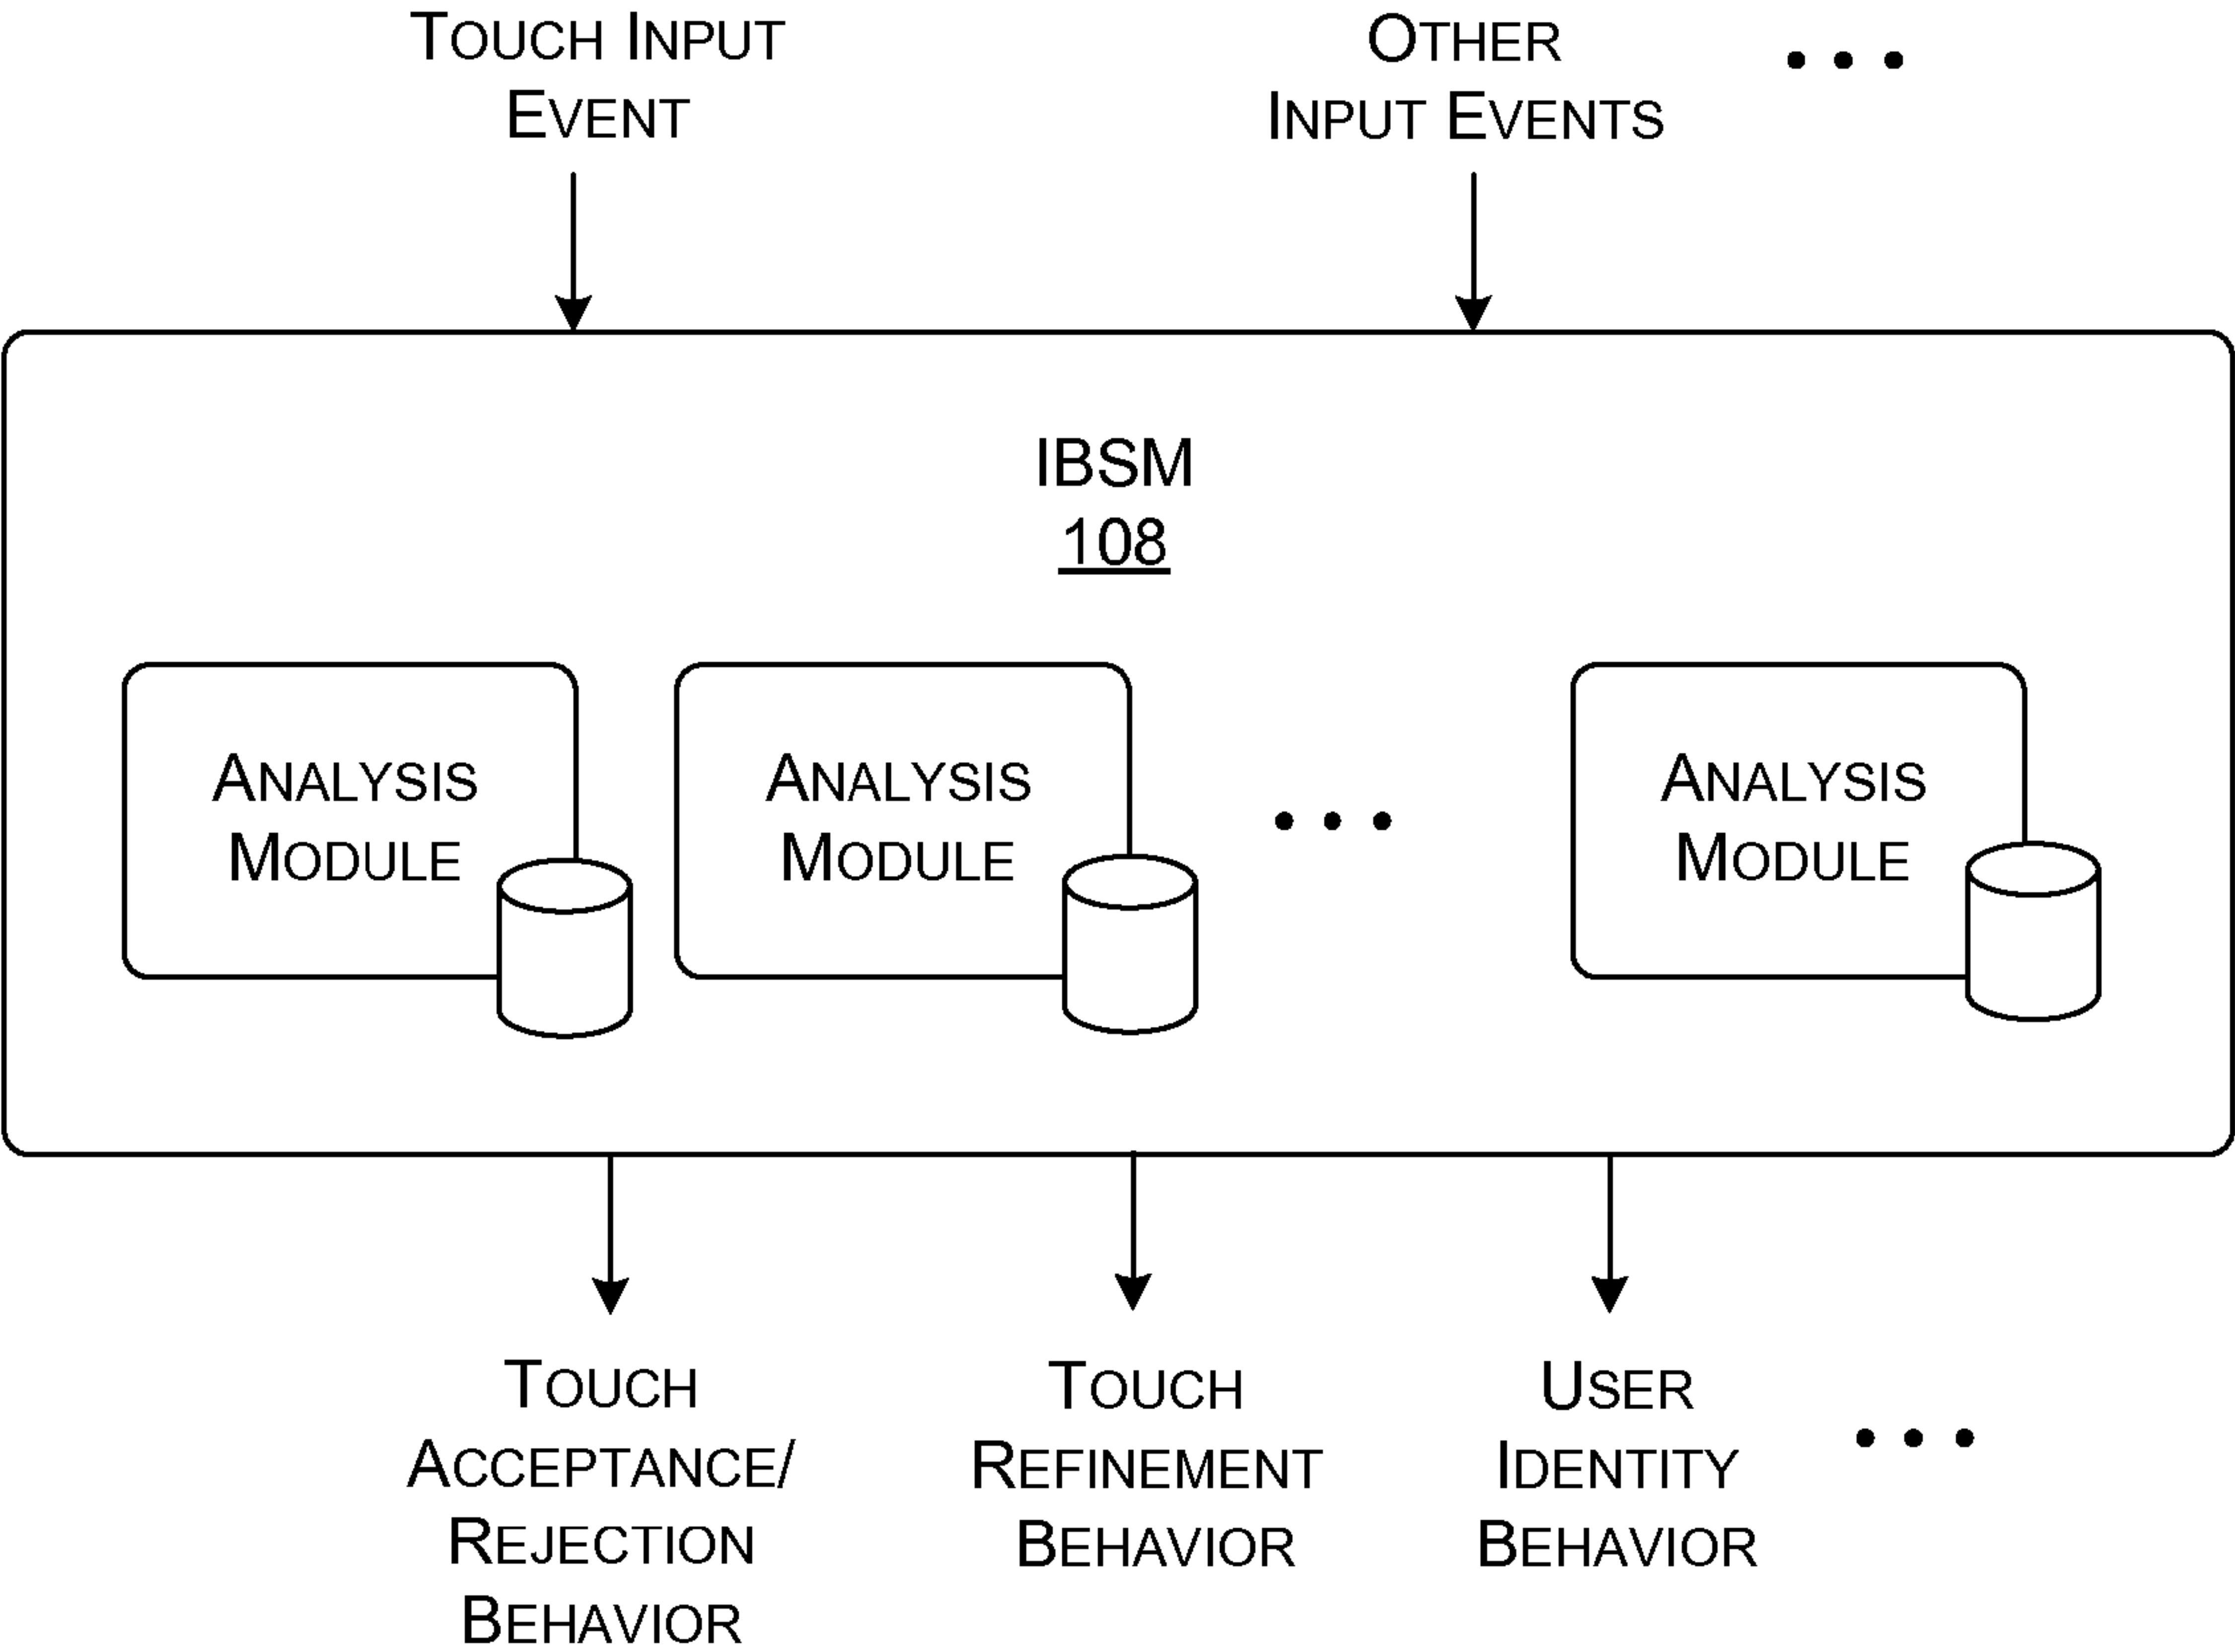 TOUCH INPUT
EVENT
OTHER
INPUT EVENTS
• • •
IBSM
108
ANALYSIS
MODULE
ANALYSIS
MODULE
• • •
ANALYSIS
MODULE
TOUCH
ACCEPTANCE/
REJECTION
BEHAVIOR
TOUCH
REFINEMENT
BEHAVIOR
USER
IDENTITY
BEHAVIOR
• • •